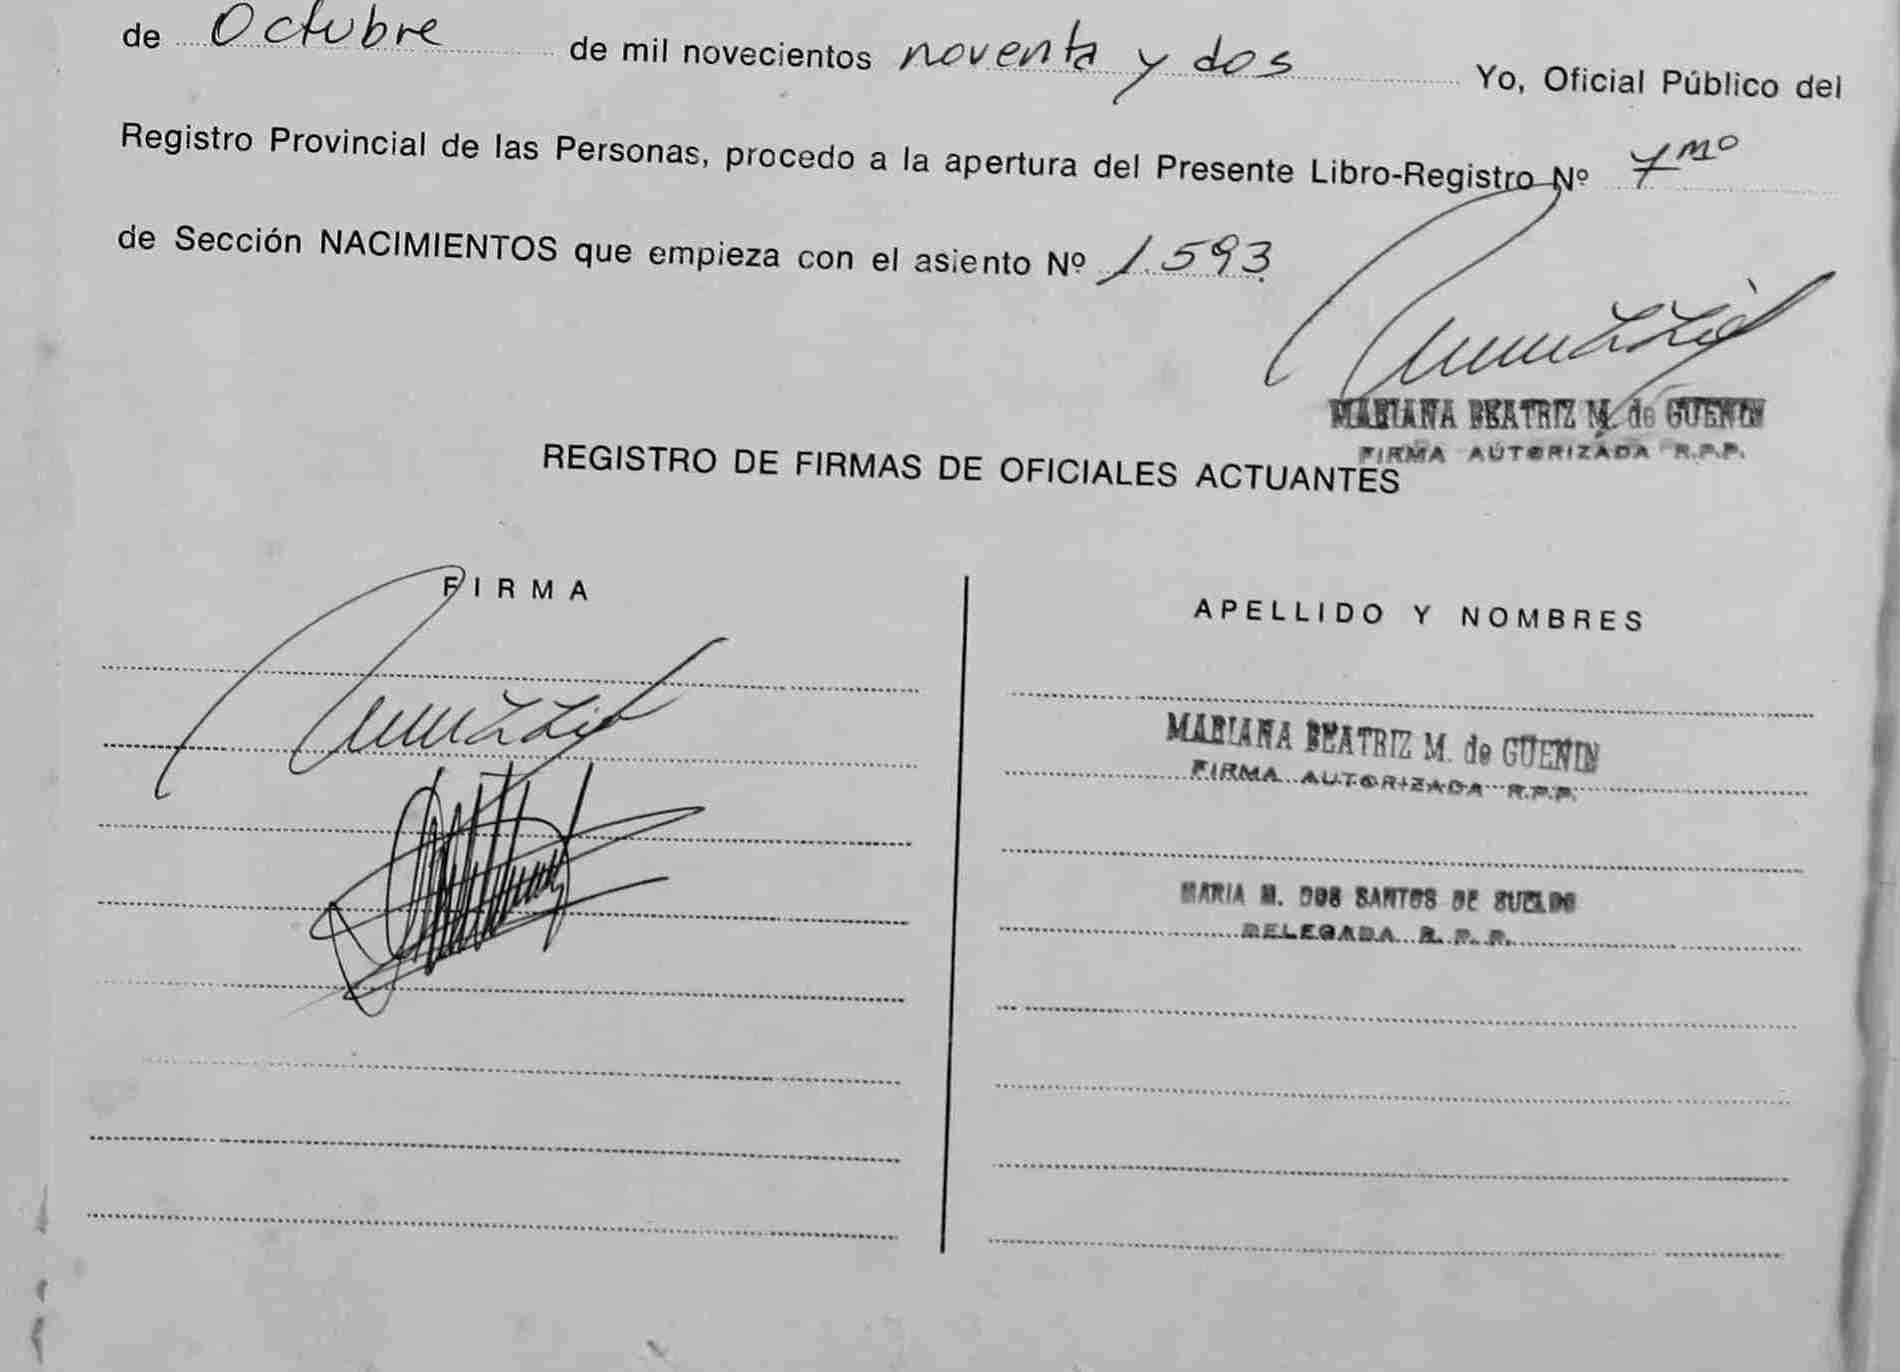 de Octubre de mil novecientos noventa y dos Yo, Oficial Público del
Registro Provincial de las Personas, procedo a la apertura del Presente Libro-Registro Nº 7mo
de Sección NACIMIENTOS que empieza con el asiento Nº 1.593.
MARIANA BEATRIZ M. de GUENIN
FIRMA AUTORIZADA R.P.P.
REGISTRO DE FIRMAS DE OFICIALES ACTUANTES
FIRMA
APELLIDO Y NOMBRES
MARIANA BEATRIZ M. de GUENIN
FIRMA AUTORIZADA R.P.P.
MARIA M. DOS SANTOS DE SUELDO
DELEGADA R. P. P.